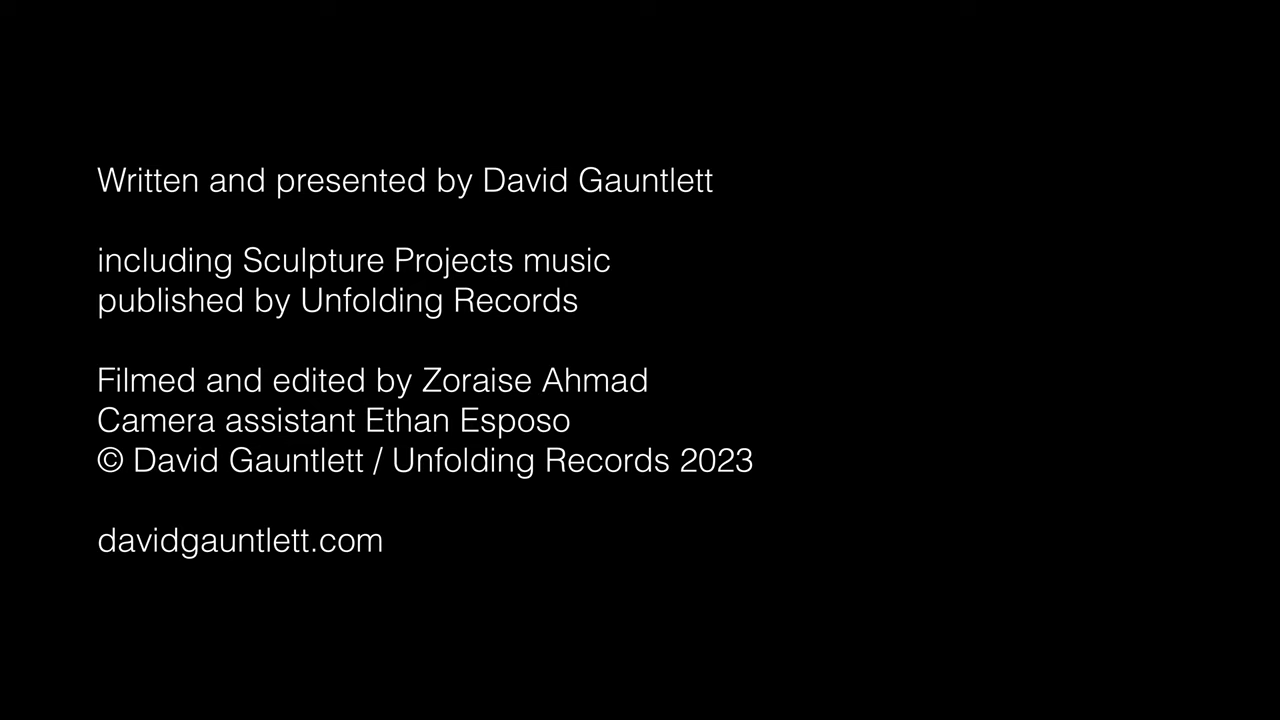 Written and presented by David Gauntlett
including Sculpture Projects music
published by Unfolding Records
Filmed and edited by Zoraise Ahmad
Camera assistant Ethan Esposo
© David Gauntlett / Unfolding Records 2023
davidgauntlett.com